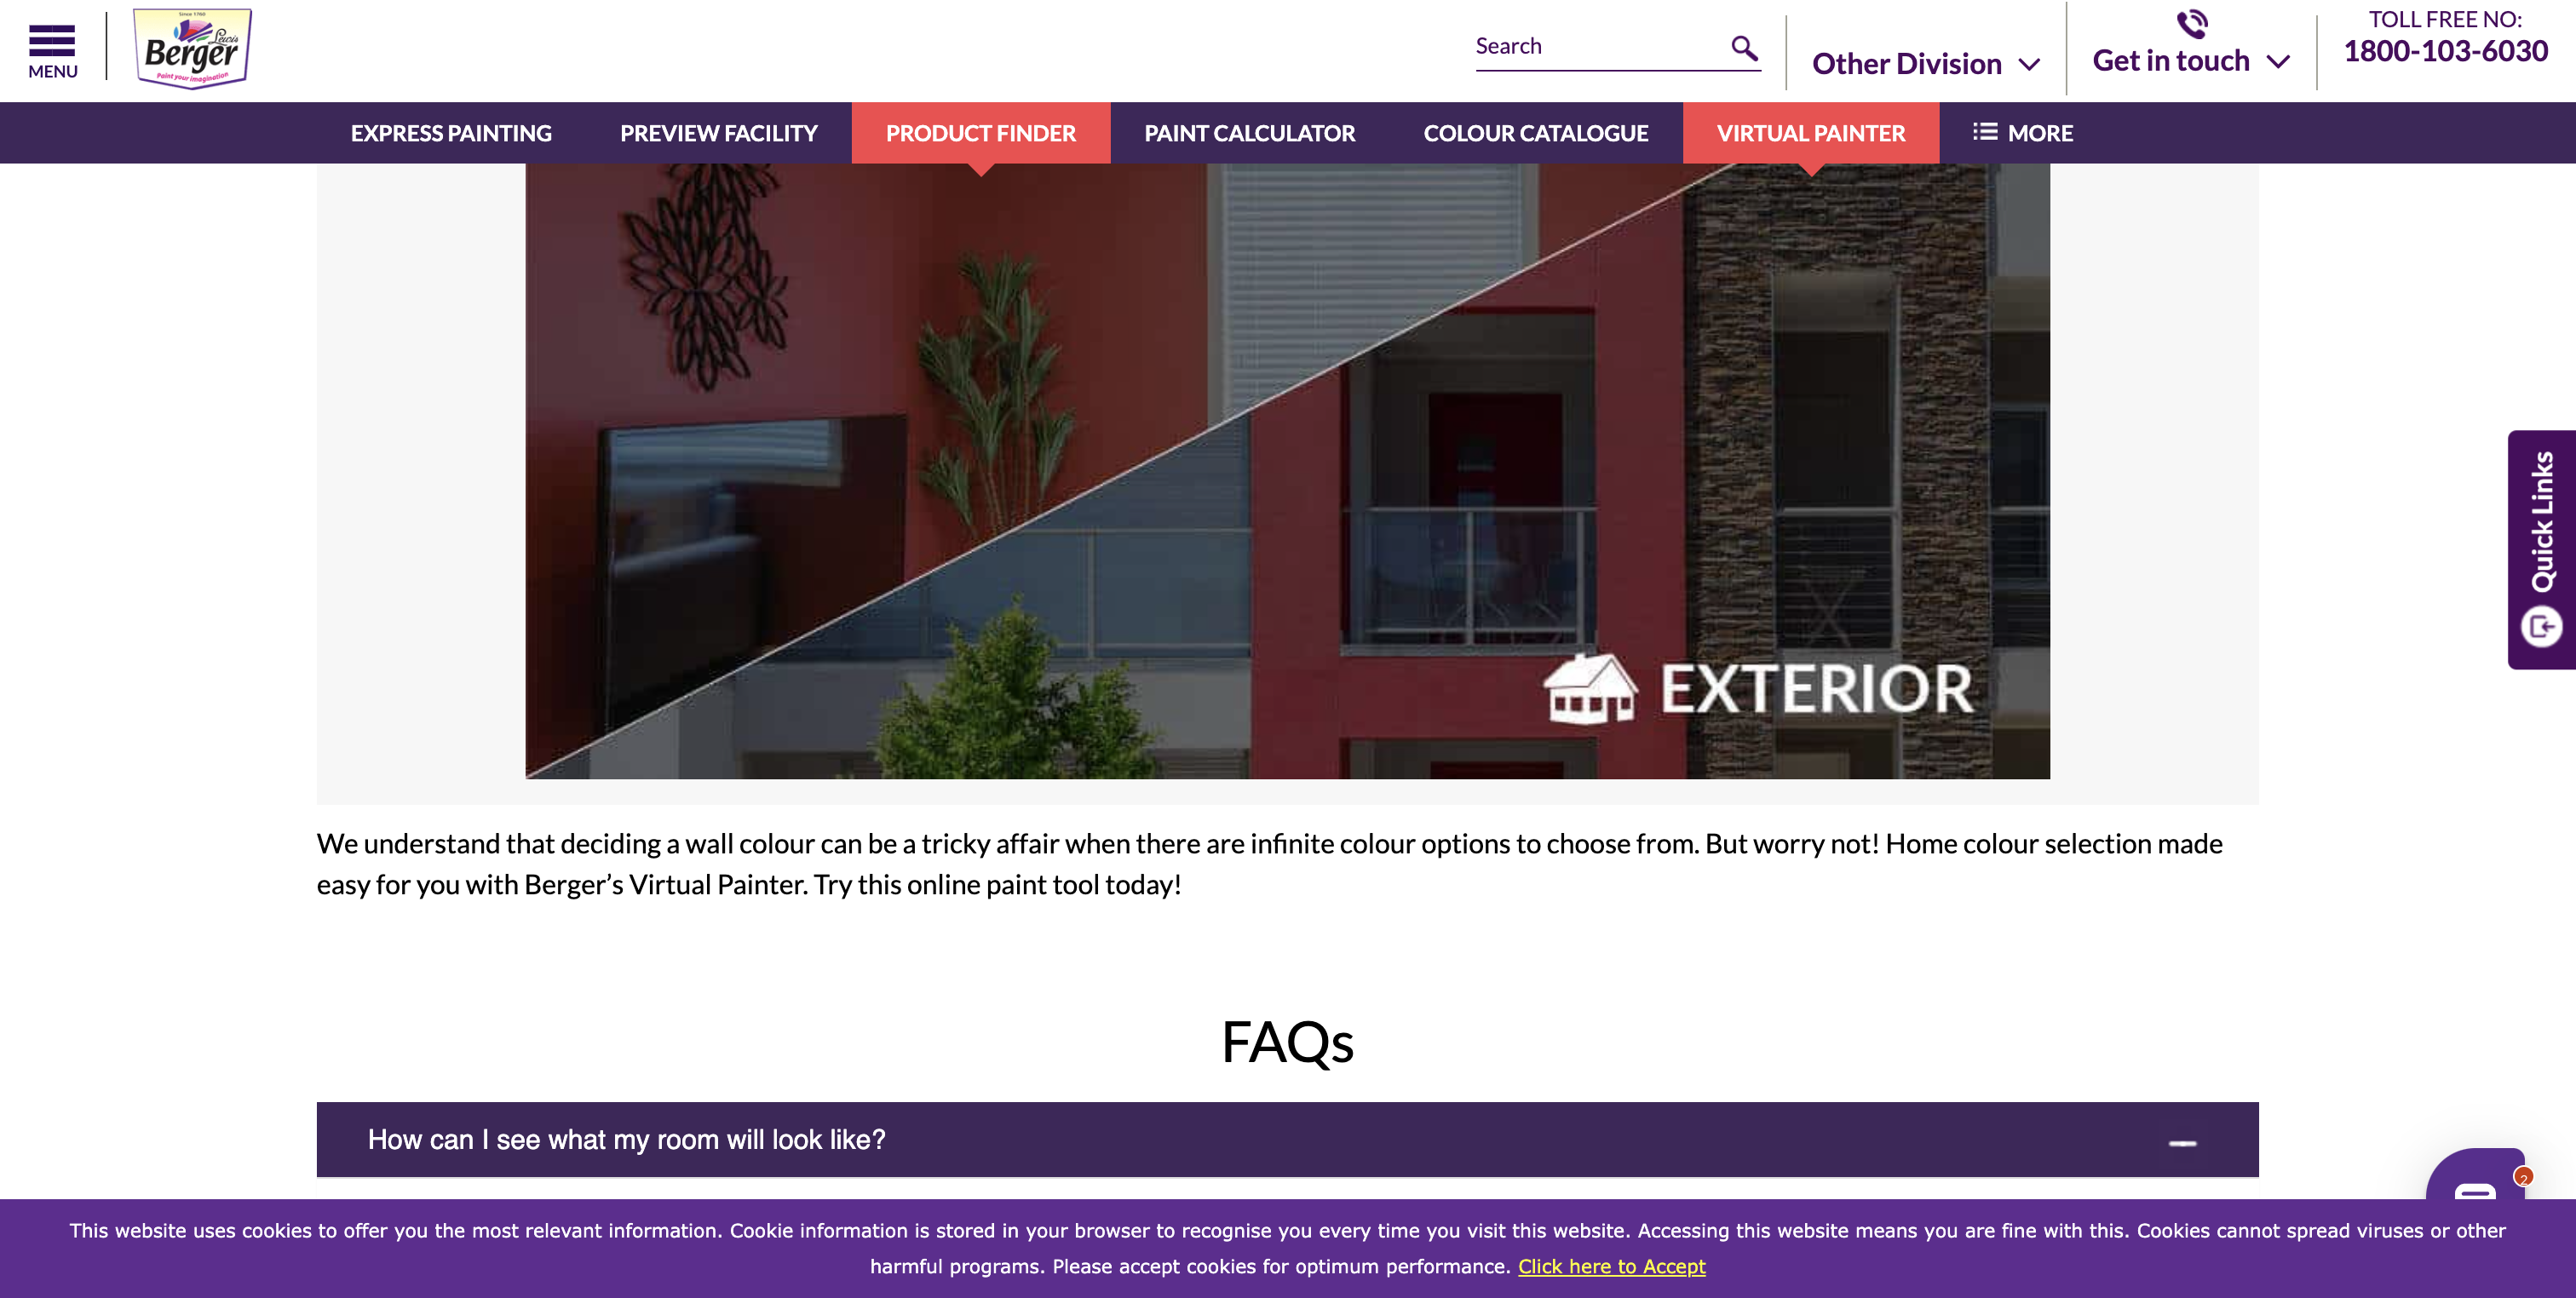 MENU
Since 1760
Lewis
Berger
Paint your imagination
Search
Other Division
Get in touch
TOLL FREE NO:
1800-103-6030
EXPRESS PAINTING
PREVIEW FACILITY
PRODUCT FINDER
PAINT CALCULATOR
COLOUR CATALOGUE
VIRTUAL PAINTER
MORE
EXTERIOR
Quick Links
We understand that deciding a wall colour can be a tricky affair when there are infinite colour options to choose from. But worry not! Home colour selection made
easy for you with Berger’s Virtual Painter. Try this online paint tool today!
FAQs
How can I see what my room will look like?
2
This website uses cookies to offer you the most relevant information. Cookie information is stored in your browser to recognise you every time you visit this website. Accessing this website means you are fine with this. Cookies cannot spread viruses or other
harmful programs. Please accept cookies for optimum performance. Click here to Accept